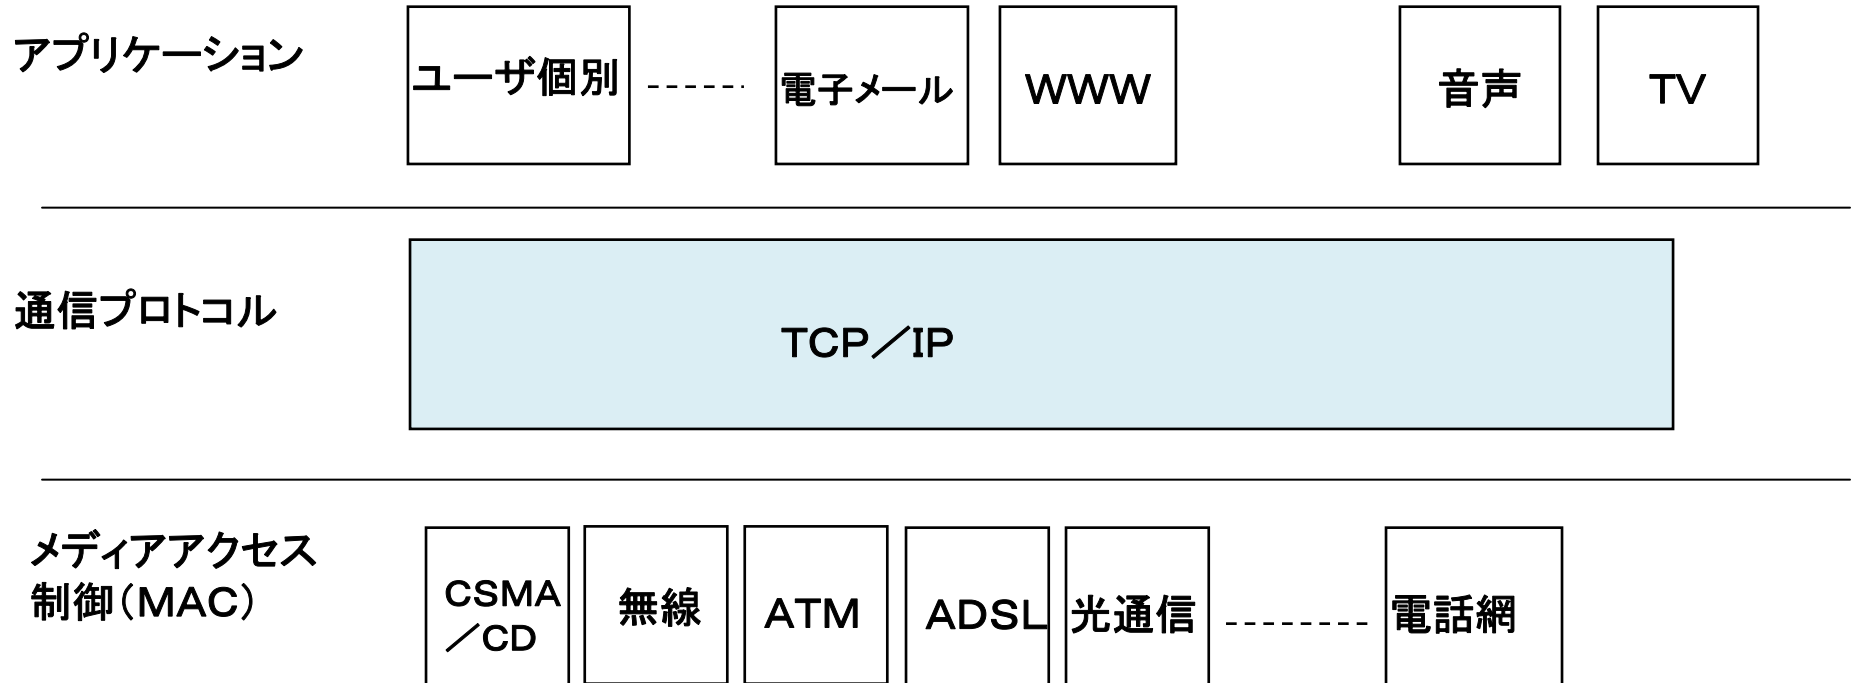 アプリケーション
ユーザ個別
電子メール
WWW
音声
TV
通信プロトコル
TCP／IP
メディアアクセス
制御(MAC)
CSMA
／CD
無線
ATM
ADSL
光通信
電話網